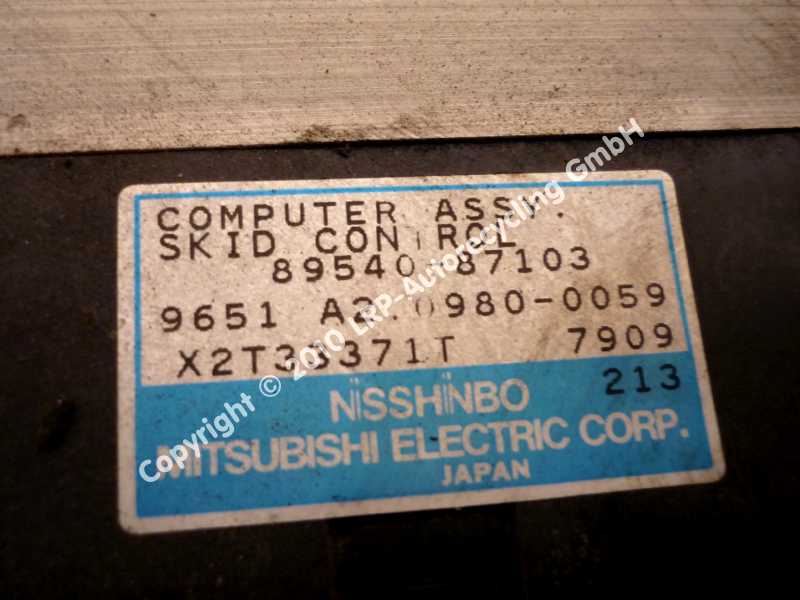 COMPUTER ASSY.
SKID CONTROL
89540-87103
9651 A2.0980-0059
X2T33371T 7909
213
NISSHINBO
MITSUBISHI ELECTRIC CORP.
JAPAN
Copyright © 2010 LRP-Autorecycling GmbH